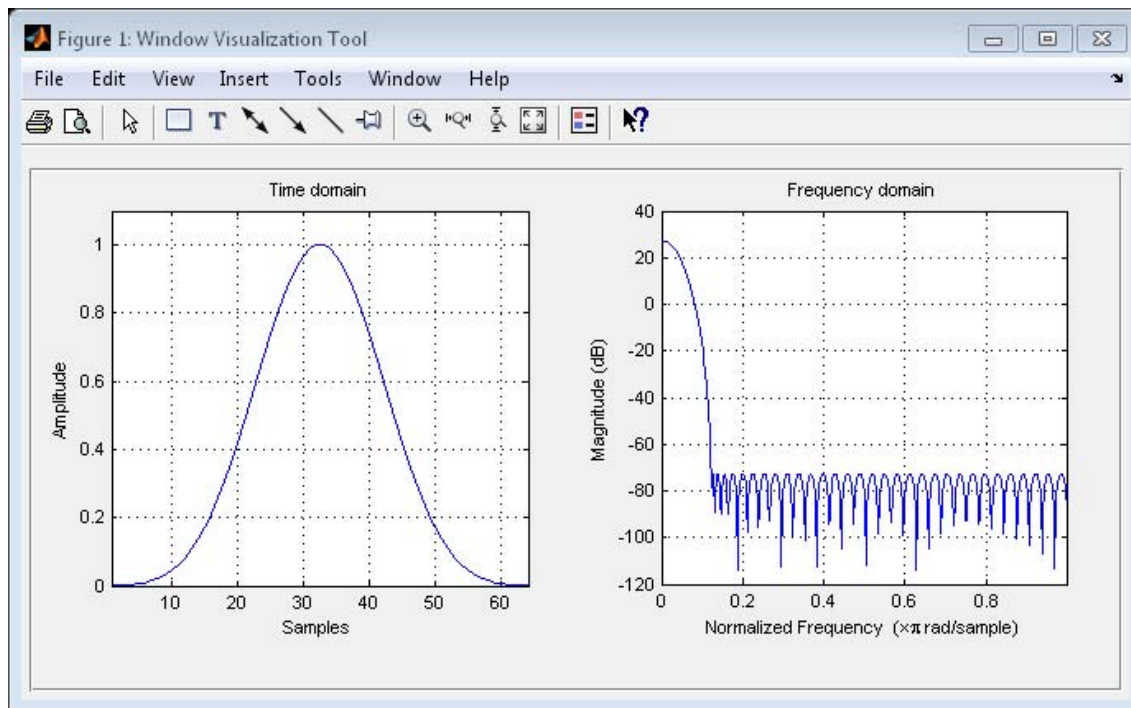 Figure 1: Window Visualization Tool
File Edit View Insert Tools Window Help
T
?
Time domain
1
0.8
0.6
0.4
0.2
0
10 20 30 40 50 60
Amplitude
Samples
Frequency domain
40
20
0
-20
-40
-60
-80
-100
-120
0 0.2 0.4 0.6 0.8
Magnitude (dB)
Normalized Frequency (×π rad/sample)